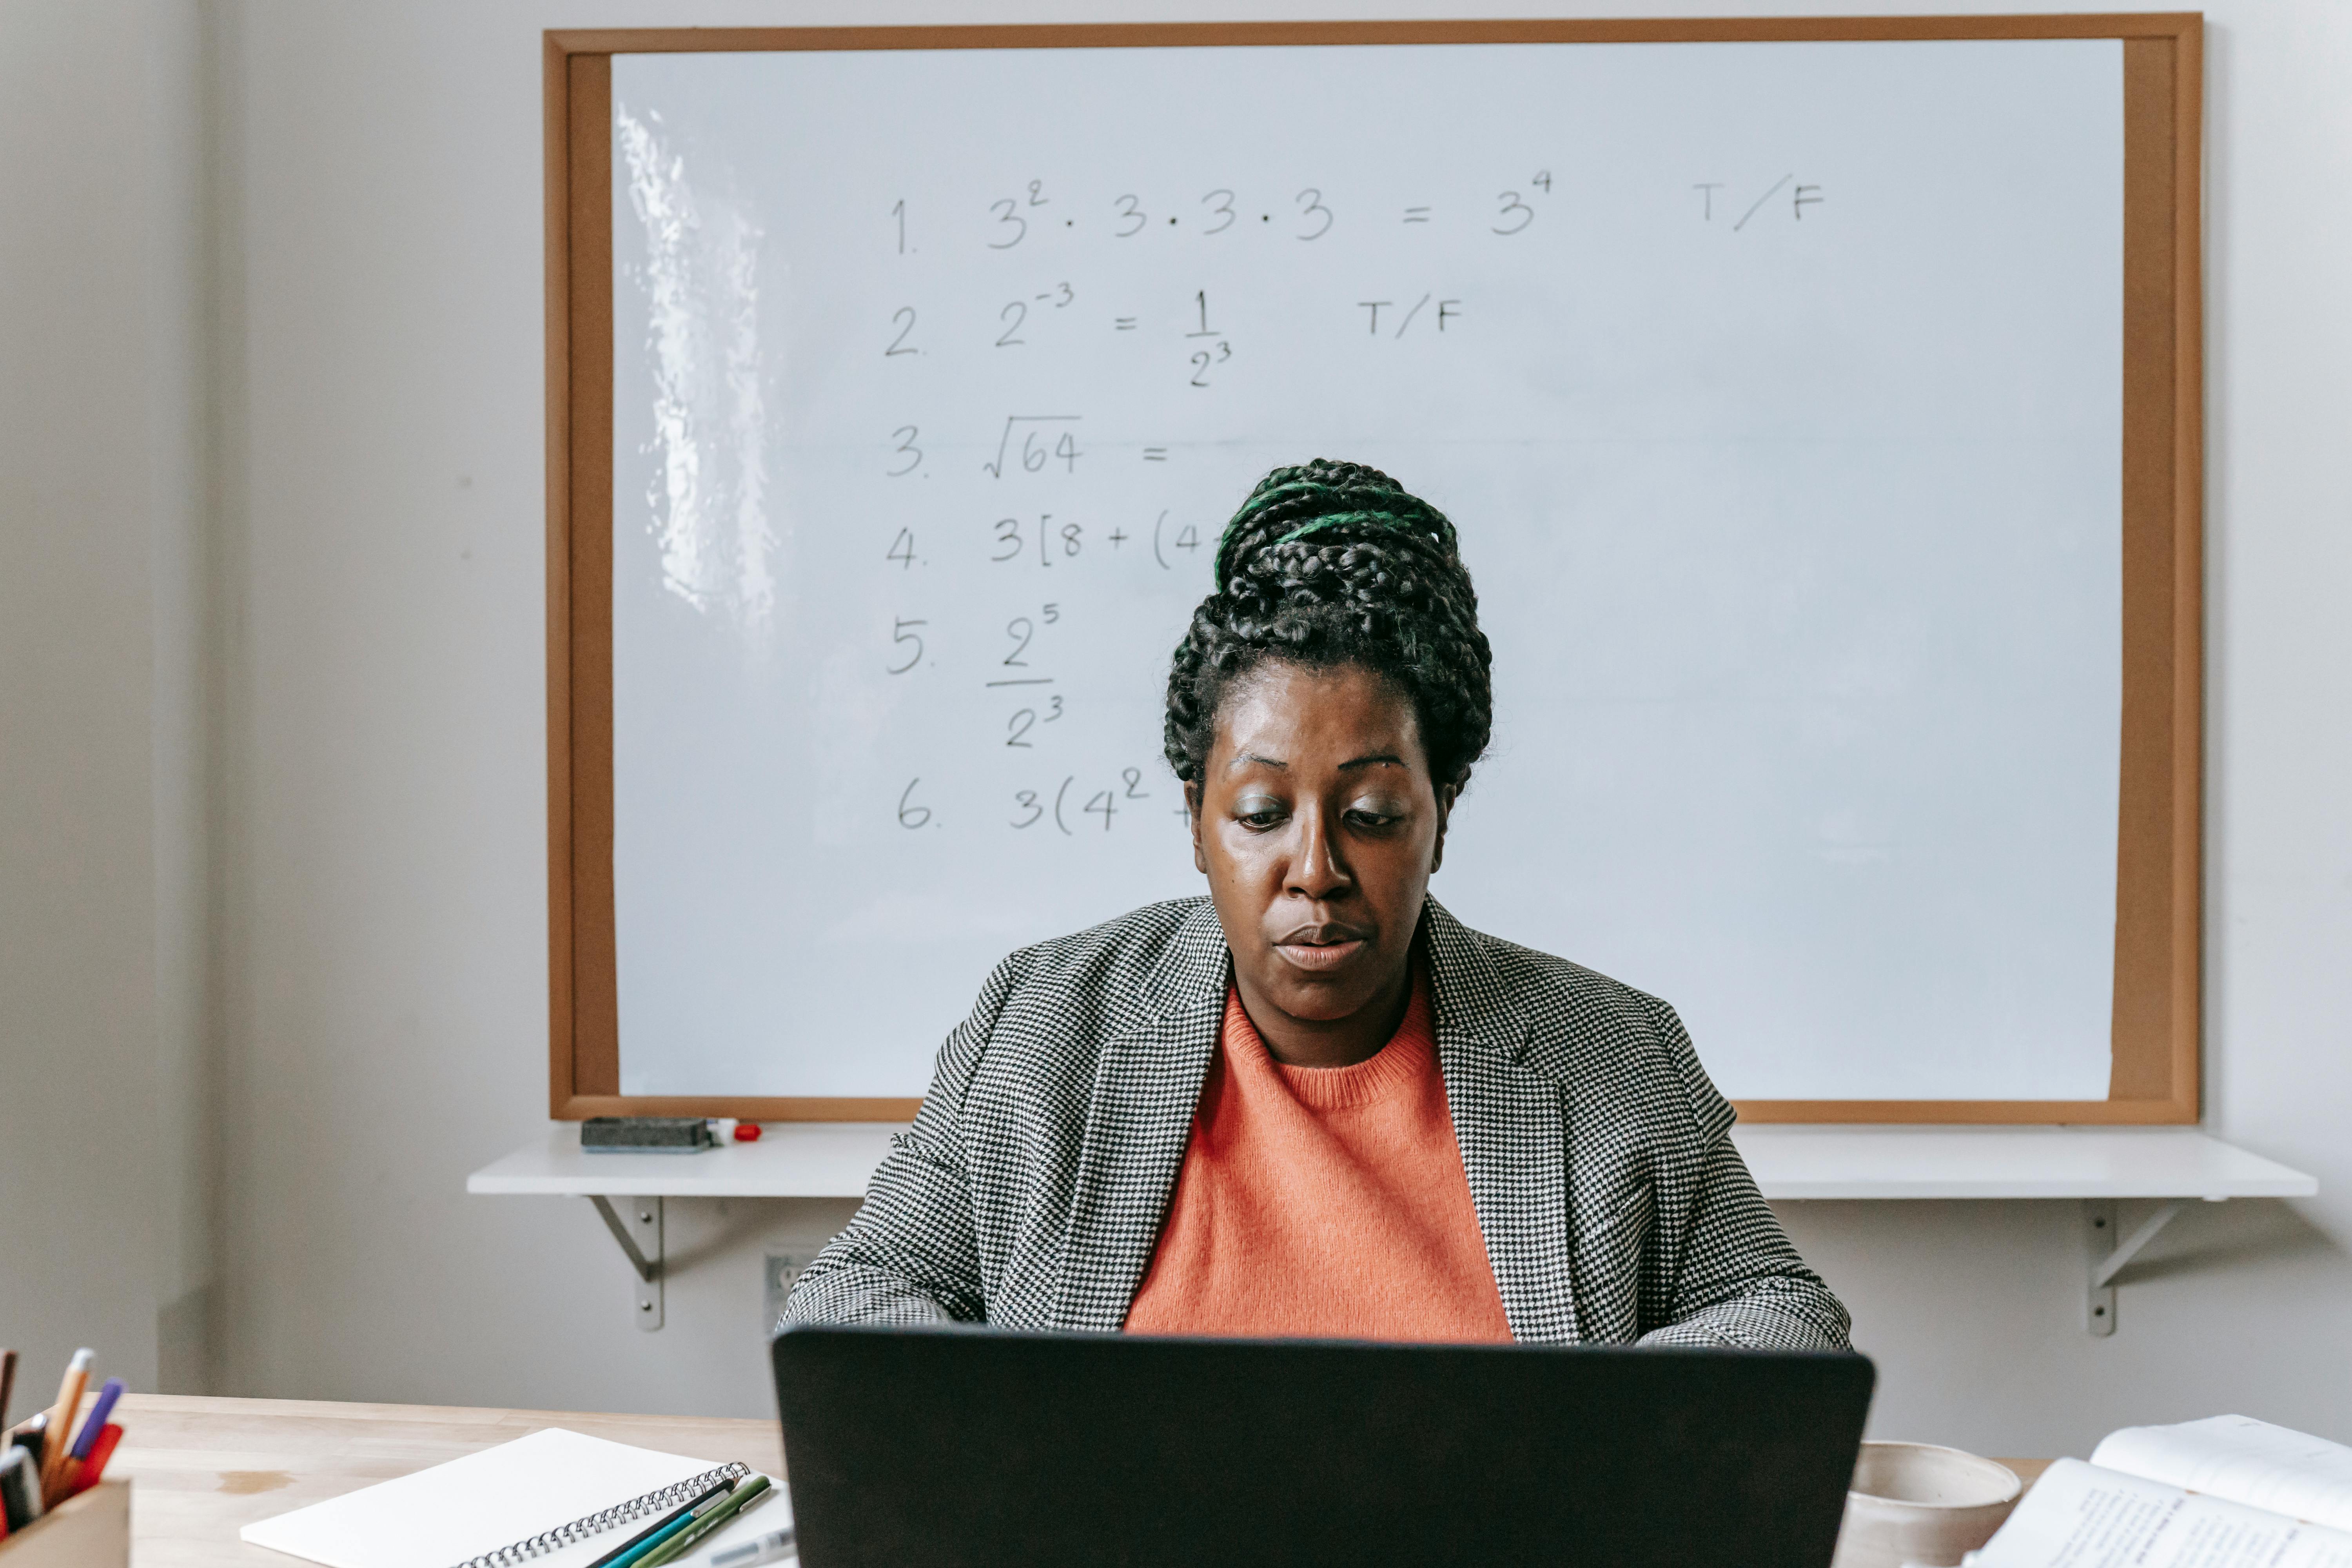 1. 3² · 3 · 3 · 3 = 3⁴ T/F
2. 2⁻³ = 1/2³ T/F
3. √64 =
4. 3[8 + (4
5. 2⁵/2³
6. 3(4² +